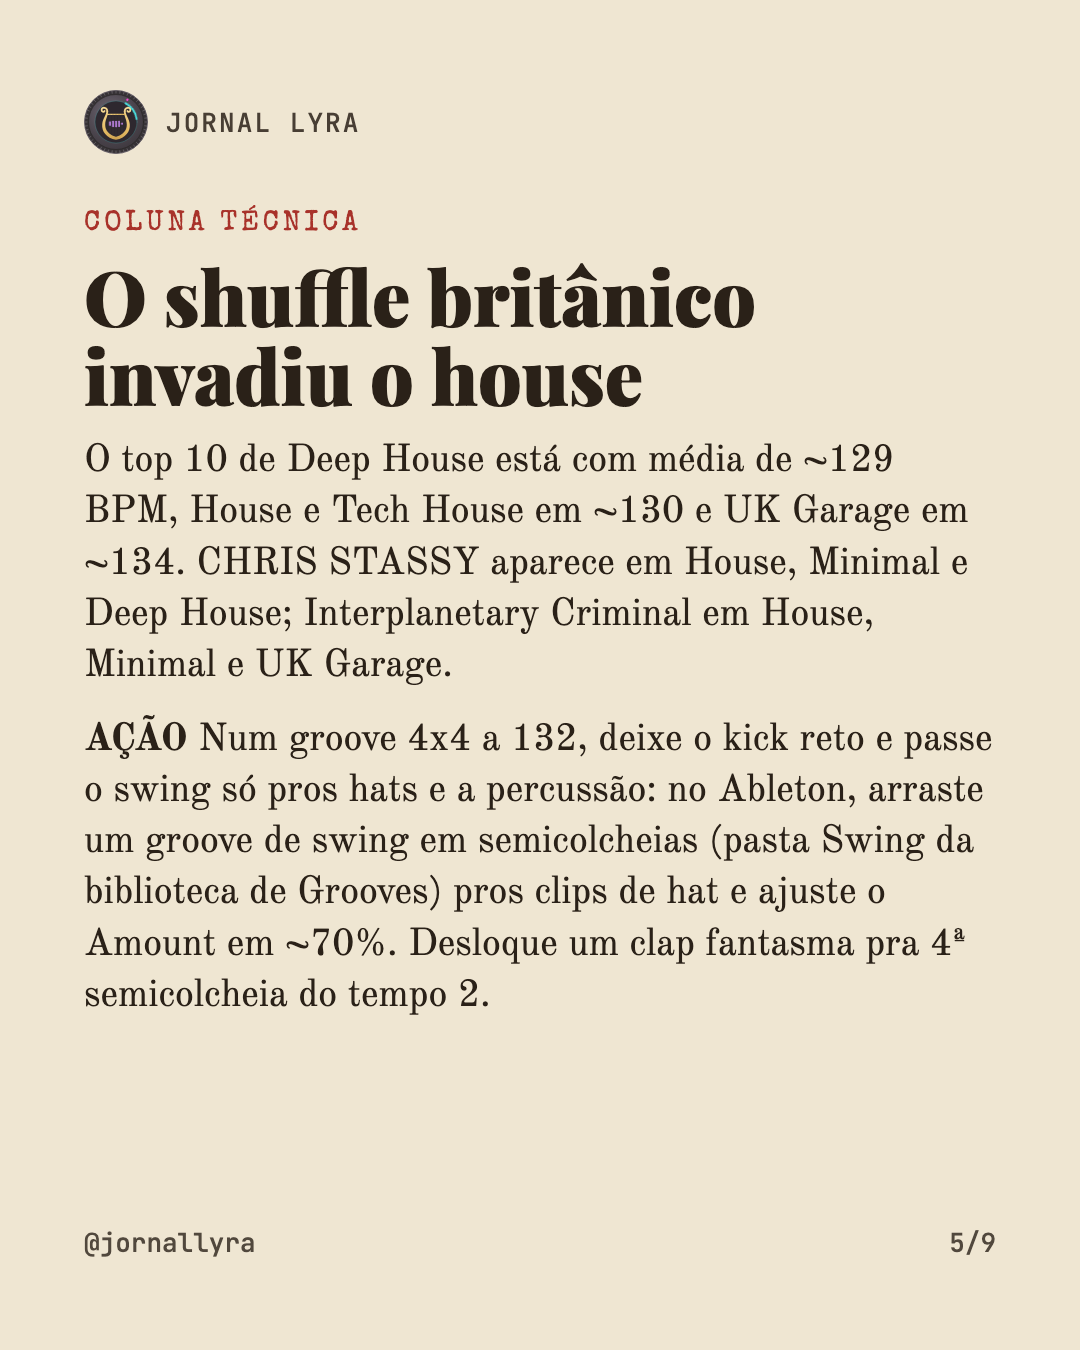 JORNAL LYRA
COLUNA TÉCNICA
O shuffle britânico
invadiu o house
O top 10 de Deep House está com média de ~129
BPM, House e Tech House em ~130 e UK Garage em
~134. CHRIS STASSY aparece em House, Minimal e
Deep House; Interplanetary Criminal em House,
Minimal e UK Garage.
AÇÃO Num groove 4x4 a 132, deixe o kick reto e passe
o swing só pros hats e a percussão: no Ableton, arraste
um groove de swing em semicolcheias (pasta Swing da
biblioteca de Grooves) pros clips de hat e ajuste o
Amount em ~70%. Desloque um clap fantasma pra 4ª
semicolcheia do tempo 2.
@jornallyra
5/9